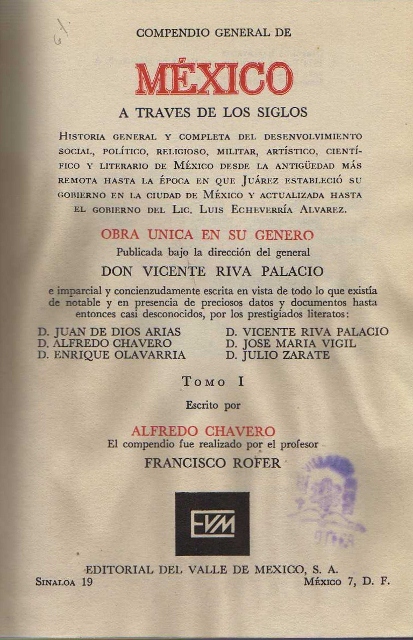 COMPENDIO GENERAL DE
MÉXICO
A TRAVES DE LOS SIGLOS
HISTORIA GENERAL Y COMPLETA DEL DESENVOLVIMIENTO
SOCIAL, POLÍTICO, RELIGIOSO, MILITAR, ARTÍSTICO, CIENTÍ-
FICO Y LITERARIO DE MÉXICO DESDE LA ANTIGÜEDAD MÁS
REMOTA HASTA LA ÉPOCA EN QUE JUÁREZ ESTABLECIÓ SU
GOBIERNO EN LA CIUDAD DE MÉXICO Y ACTUALIZADA HASTA
EL GOBIERNO DEL LIC. LUIS ECHEVERRÍA ALVAREZ.
OBRA UNICA EN SU GENERO
Publicada bajo la dirección del general
DON VICENTE RIVA PALACIO
e imparcial y concienzudamente escrita en vista de todo lo que existía
de notable y en presencia de preciosos datos y documentos hasta
entonces casi desconocidos, por los prestigiados literatos:
D. JUAN DE DIOS ARIAS D. VICENTE RIVA PALACIO
D. ALFREDO CHAVERO D. JOSE MARIA VIGIL
D. ENRIQUE OLAVARRIA D. JULIO ZARATE
TOMO I
Escrito por
ALFREDO CHAVERO
El compendio fue realizado por el profesor
FRANCISCO ROFER
EVM
EDITORIAL DEL VALLE DE MEXICO, S. A.
SINALOA 19 MÉXICO 7, D. F.